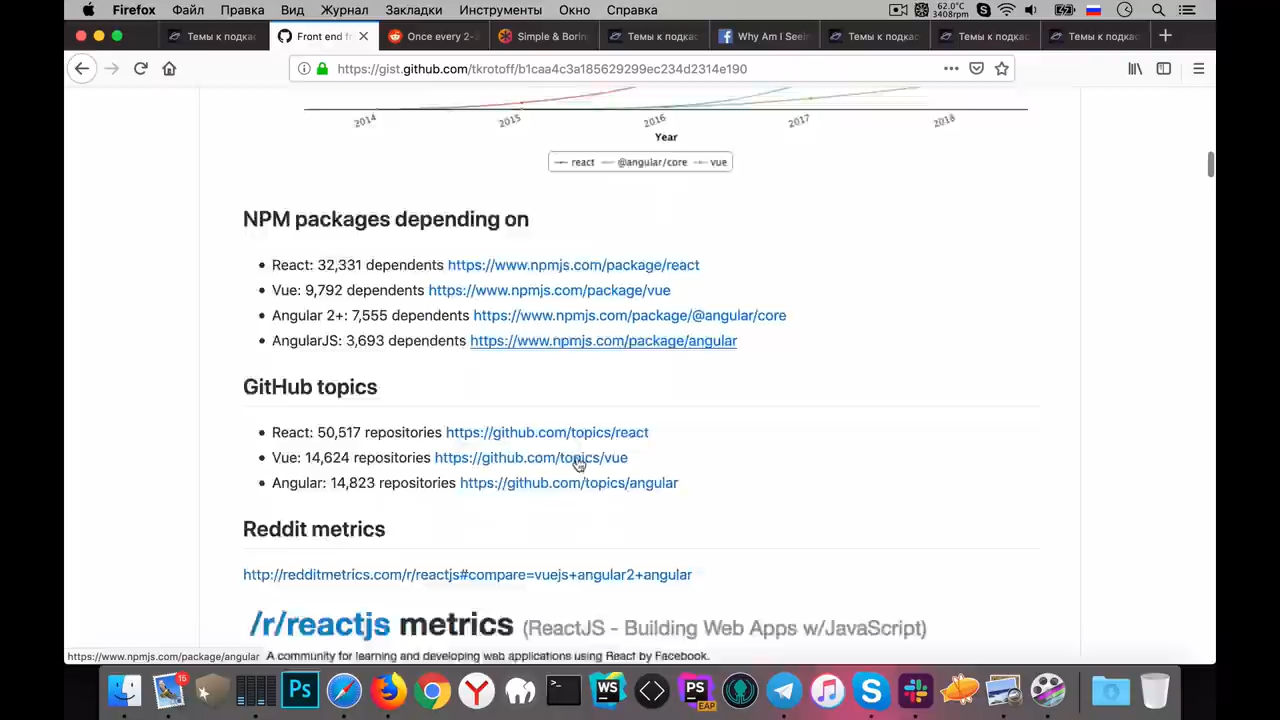 Firefox Файл Правка Вид Журнал Закладки Инструменты Окно Справка 62.0°C 3408rpm
Темы к подкас Front end f Once every 2- Simple & Borin Темы к подкас Why Am I Seein Темы к подкас Темы к подкас Темы к подкас
https://gist.github.com/tkrotoff/b1caa4c3a185629299ec234d2314e190
2014 2015 2016 2017 2018
Year
react @angular/core vue
NPM packages depending on
React: 32,331 dependents https://www.npmjs.com/package/react
Vue: 9,792 dependents https://www.npmjs.com/package/vue
Angular 2+: 7,555 dependents https://www.npmjs.com/package/@angular/core
AngularJS: 3,693 dependents https://www.npmjs.com/package/angular
GitHub topics
React: 50,517 repositories https://github.com/topics/react
Vue: 14,624 repositories https://github.com/topics/vue
Angular: 14,823 repositories https://github.com/topics/angular
Reddit metrics
http://redditmetrics.com/r/reactjs#compare=vuejs+angular2+angular
/r/reactjs metrics (ReactJS - Building Web Apps w/JavaScript)
https://www.npmjs.com/package/angular A community for learning and developing web applications using React by Facebook.
15 Ps Y >_ WS PS EAP S